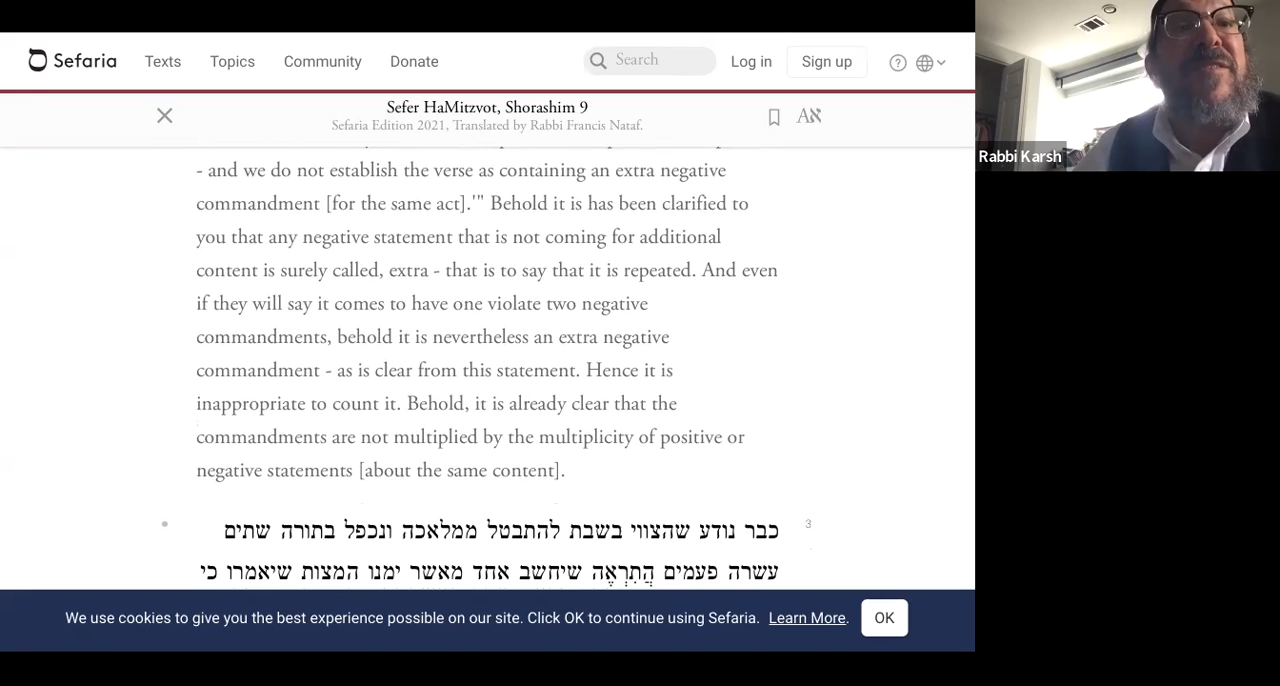 Sefaria Texts Topics Community Donate Search Log in Sign up
Sefer HaMitzvot, Shorashim 9
Sefaria Edition 2021, Translated by Rabbi Francis Nataf.
Rabbi Karsh
- and we do not establish the verse as containing an extra negative
commandment [for the same act].'" Behold it is has been clarified to
you that any negative statement that is not coming for additional
content is surely called, extra - that is to say that it is repeated. And even
if they will say it comes to have one violate two negative
commandments, behold it is nevertheless an extra negative
commandment - as is clear from this statement. Hence it is
inappropriate to count it. Behold, it is already clear that the
commandments are not multiplied by the multiplicity of positive or
negative statements [about the same content].
3
כבר נודע שהצווי בשבת להתבטל ממלאכה ונכפל בתורה שתים
עשרה פעמים הֲתִרְאֶה שיחשב אחד מאשר ימנו המצות שיאמרו כי
We use cookies to give you the best experience possible on our site. Click OK to continue using Sefaria. Learn More. OK